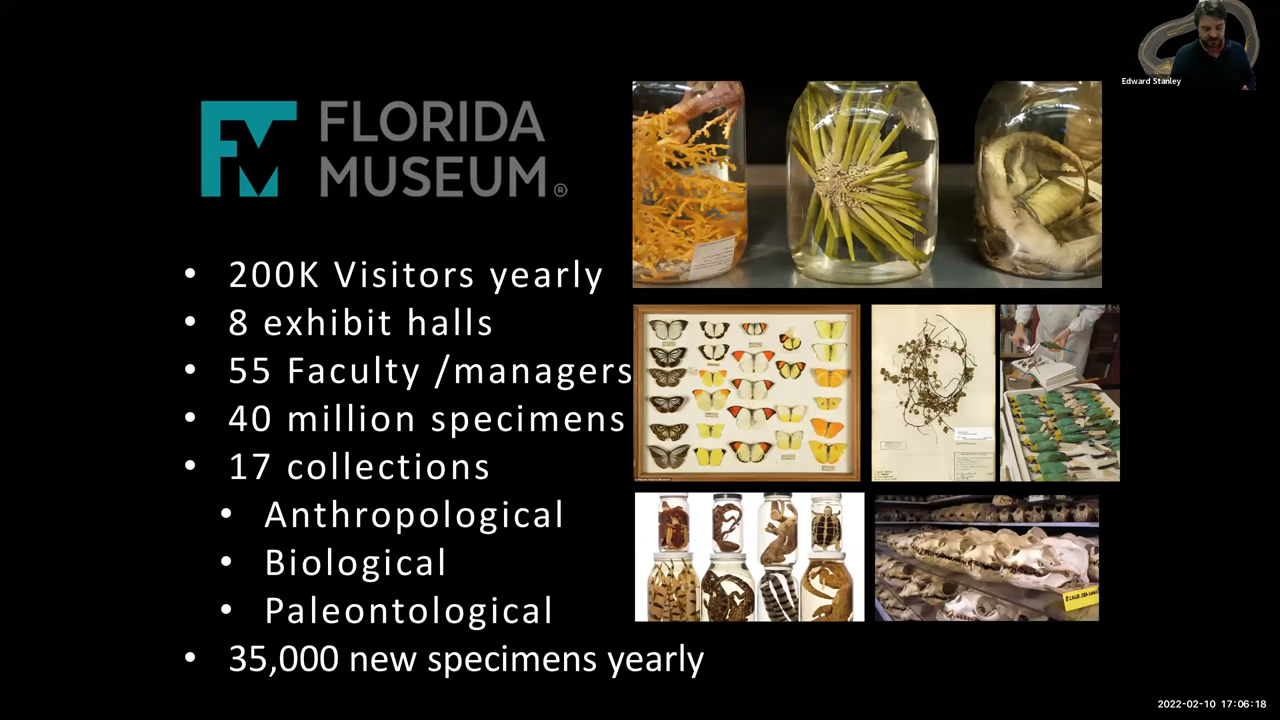 Edward Stanley
FLORIDA
MUSEUM®
• 200K Visitors yearly
• 8 exhibit halls
• 55 Faculty /managers
• 40 million specimens
• 17 collections
• Anthropological
• Biological
• Paleontological
• 35,000 new specimens yearly
2022-02-10 17:06:18